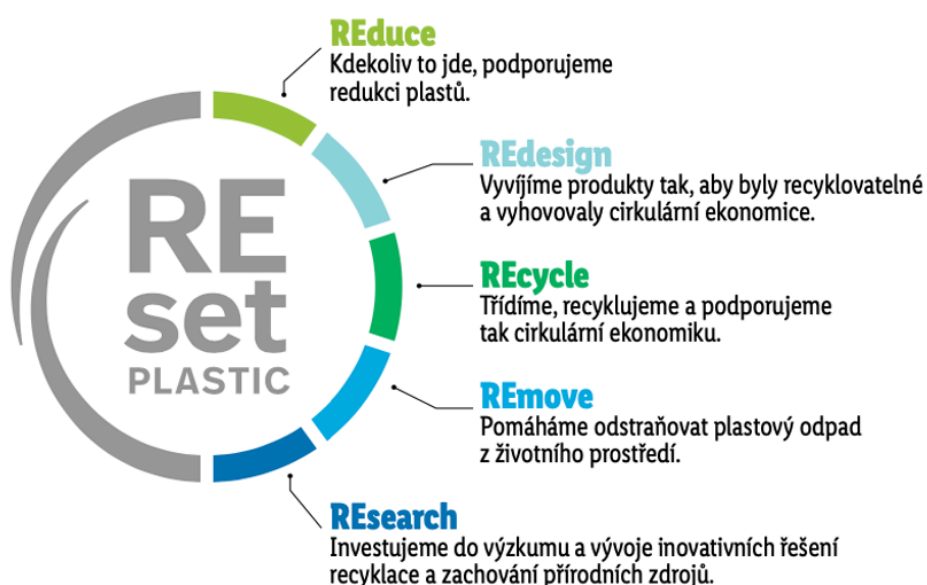 REduce
Kdekoliv to jde, podporujeme
redukci plastů.
REdesign
Vyvíjíme produkty tak, aby byly recyklovatelné
a vyhovovaly cirkulární ekonomice.
RE
set
PLASTIC
REcycle
Třídíme, recyklujeme a podporujeme
tak cirkulární ekonomiku.
REmove
Pomáháme odstraňovat plastový odpad
z životního prostředí.
REsearch
Investujeme do výzkumu a vývoje inovativních řešení
recyklace a zachování přírodních zdrojů.